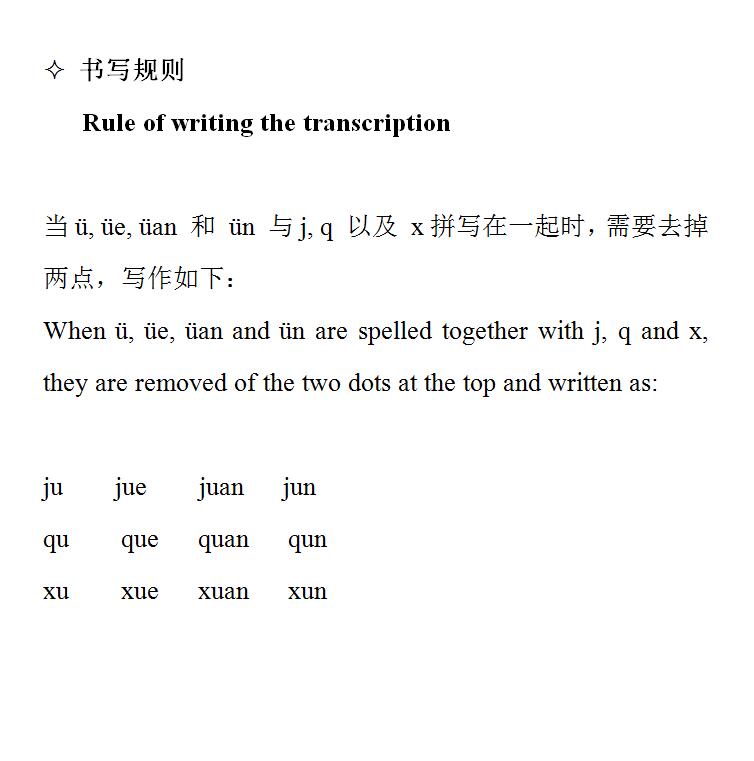 ✧ 书写规则
Rule of writing the transcription
当 ü, üe, üan 和 ün 与 j, q 以及 x 拼写在一起时，需要去掉
两点，写作如下：
When ü, üe, üan and ün are spelled together with j, q and x,
they are removed of the two dots at the top and written as:
ju jue juan jun
qu que quan qun
xu xue xuan xun